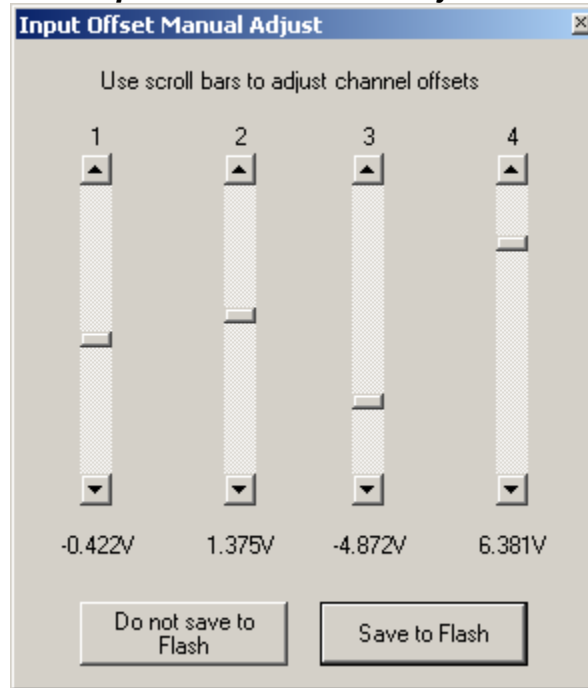 Input Offset Manual Adjust
Use scroll bars to adjust channel offsets
1 2 3 4
-0.422V 1.375V -4.872V 6.381V
Do not save to
Flash
Save to Flash